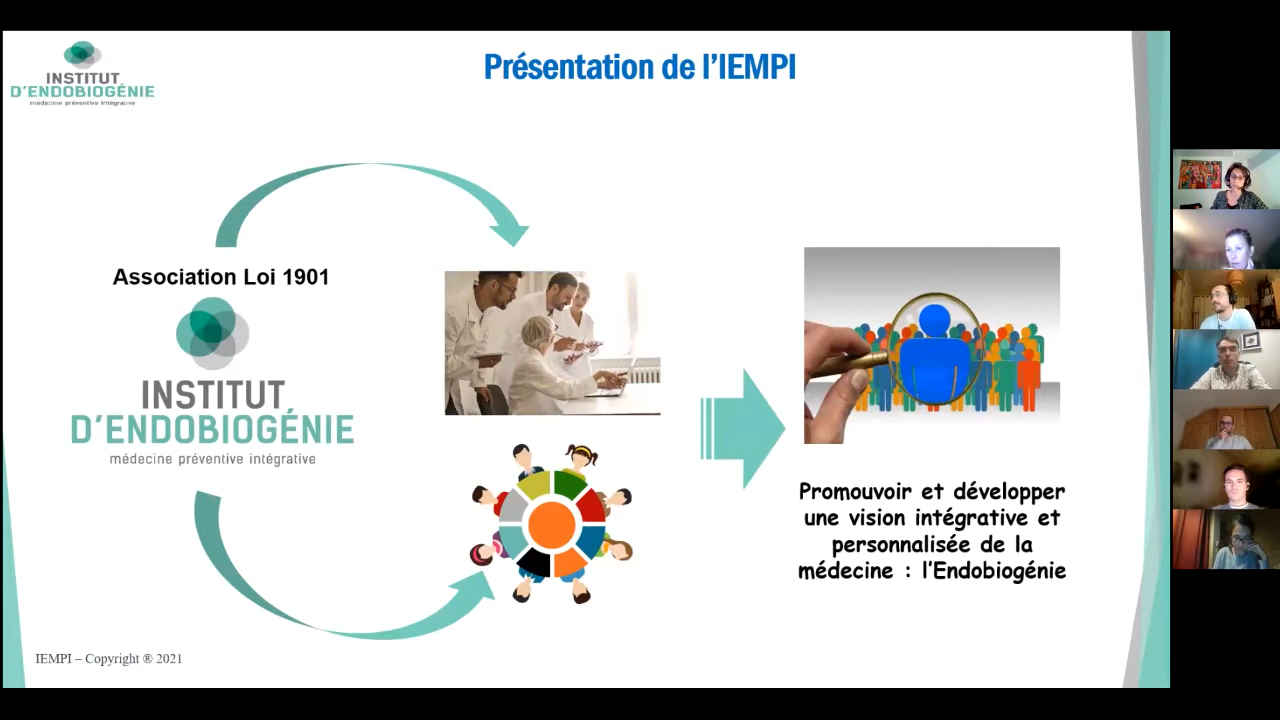 INSTITUT
D'ENDOBIOGÉNIE
médecine préventive intégrative
Présentation de l'IEMPI
Association Loi 1901
INSTITUT
D'ENDOBIOGÉNIE
médecine préventive intégrative
Promouvoir et développer
une vision intégrative et
personnalisée de la
médecine : l'Endobiogénie
IEMPI – Copyright ® 2021